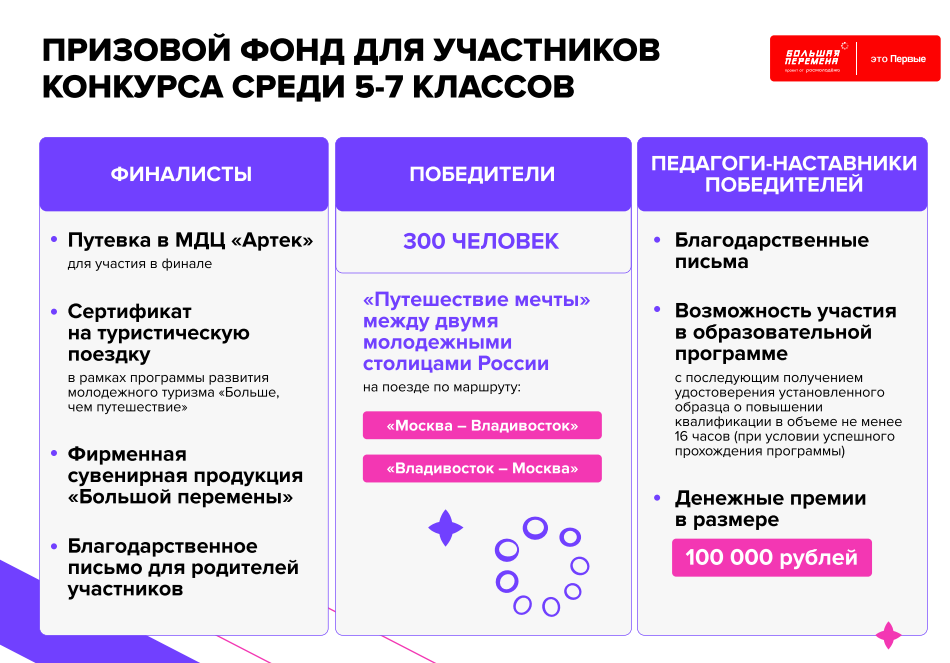 ПРИЗОВОЙ ФОНД ДЛЯ УЧАСТНИКОВ
КОНКУРСА СРЕДИ 5-7 КЛАССОВ
БОЛЬШАЯ
ПЕРЕМЕНА
проект от росмолодёжь
это Первые
ФИНАЛИСТЫ
Путевка в МДЦ «Артек»
для участия в финале
Сертификат
на туристическую
поездку
в рамках программы развития
молодежного туризма «Больше,
чем путешествие»
Фирменная
сувенирная продукция
«Большой перемены»
Благодарственное
письмо для родителей
участников
ПОБЕДИТЕЛИ
300 ЧЕЛОВЕК
«Путешествие мечты»
между двумя
молодежными
столицами России
на поезде по маршруту:
«Москва – Владивосток»
«Владивосток – Москва»
ПЕДАГОГИ-НАСТАВНИКИ
ПОБЕДИТЕЛЕЙ
Благодарственные
письма
Возможность участия
в образовательной
программе
с последующим получением
удостоверения установленного
образца о повышении
квалификации в объеме не менее
16 часов (при условии успешного
прохождения программы)
Денежные премии
в размере
100 000 рублей